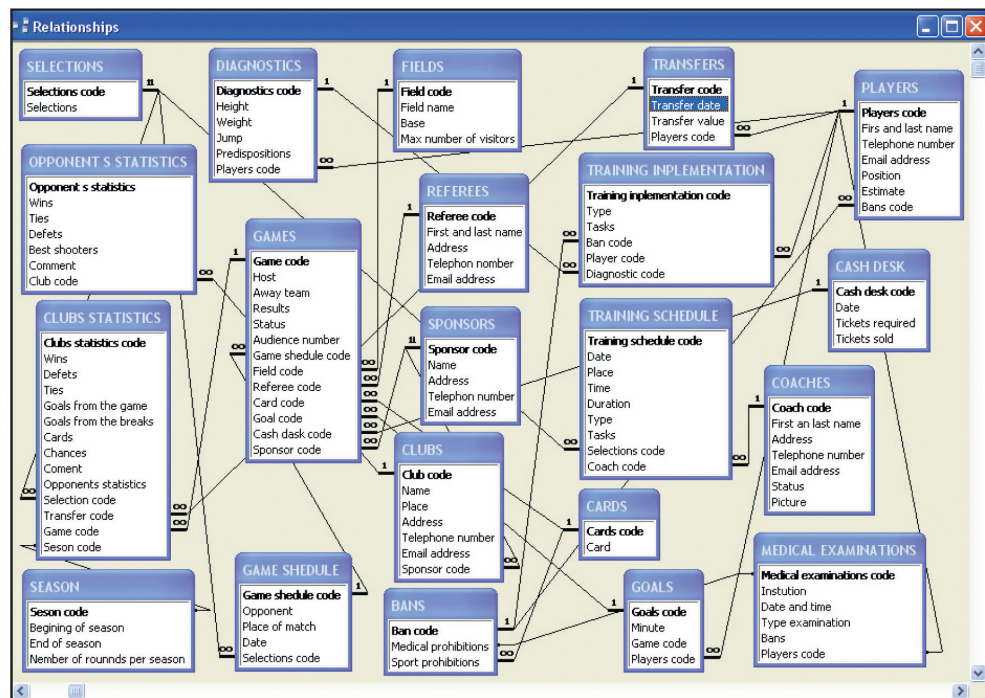 Relationships
SELECTIONS
Selections code
Selections
DIAGNOSTICS
Diagnostics code
Height
Weight
Jump
Predispositions
Players code
FIELDS
Field code
Field name
Base
Max number of visitors
TRANSFERS
Transfer code
Transfer date
Transfer value
Players code
PLAYERS
Players code
Firs and last name
Telephone number
Email address
Position
Estimate
Bans code
OPPONENT S STATISTICS
Opponent s statistics
Wins
Ties
Defets
Best shooters
Comment
Club code
GAMES
Game code
Host
Away team
Results
Status
Audience number
Game shedule code
Field code
Referee code
Card code
Goal code
Cash dask code
Sponsor code
REFEREES
Referee code
First and last name
Address
Telephon nomber
Email address
TRAINING INPLEMENTATION
Training inplementation code
Type
Tasks
Ban code
Player code
Diagnostic code
CASH DESK
Cash desk code
Date
Tickets required
Tickets sold
CLUBS STATISTICS
Clubs statistics code
Wins
Defets
Ties
Goals from the game
Goals from the breaks
Cards
Chances
Coment
Opponents statistics
Selection code
Transfer code
Game code
Seson code
SPONSORS
Sponsor code
Name
Address
Telephon number
Email address
TRAINING SCHEDULE
Training schedule code
Date
Place
Time
Duration
Type
Tasks
Selections code
Coach code
COACHES
Coach code
First an last name
Address
Telephone number
Email address
Status
Picture
CLUBS
Club code
Name
Place
Address
Telephone number
Email address
Sponsor code
CARDS
Cards code
Card
SEASON
Seson code
Begining of season
End of season
Nember of rounnds per season
GAME SHEDULE
Game shedule code
Opponent
Place of match
Date
Selections code
BANS
Ban code
Medical prohibitions
Sport prohibitions
GOALS
Goals code
Minute
Game code
Players code
MEDICAL EXAMINATIONS
Medical examinations code
Instution
Date and time
Type examination
Bans
Players code